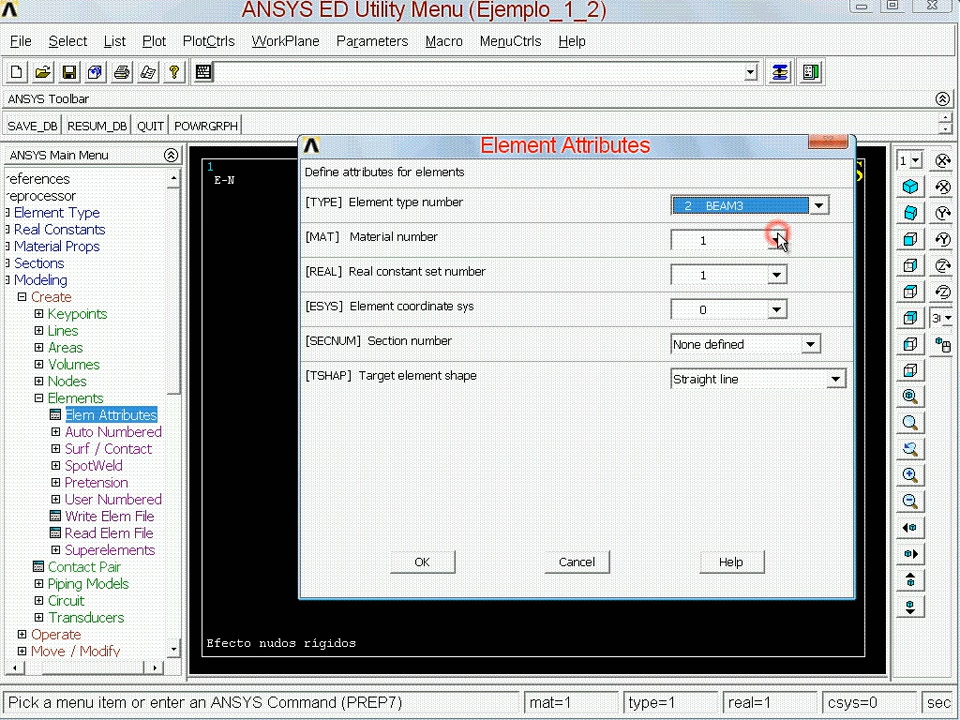 ANSYS ED Utility Menu (Ejemplo_1_2)
File Select List Plot PlotCtrls WorkPlane Parameters Macro MenuCtrls Help
ANSYS Toolbar
SAVE_DB RESUM_DB QUIT POWRGRPH
ANSYS Main Menu
references
reprocessor
Element Type
Real Constants
Material Props
Sections
Modeling
Create
Keypoints
Lines
Areas
Volumes
Nodes
Elements
Elem Attributes
Auto Numbered
Surf / Contact
SpotWeld
Pretension
User Numbered
Write Elem File
Read Elem File
Superelements
Contact Pair
Piping Models
Circuit
Transducers
Operate
Move / Modify
1
E-N
Efecto nudos rígidos
Element Attributes
Define attributes for elements
[TYPE] Element type number 2 BEAM3
[MAT] Material number 1
[REAL] Real constant set number 1
[ESYS] Element coordinate sys 0
[SECNUM] Section number None defined
[TSHAP] Target element shape Straight line
OK Cancel Help
1
Pick a menu item or enter an ANSYS Command (PREP7) mat=1 type=1 real=1 csys=0 sec